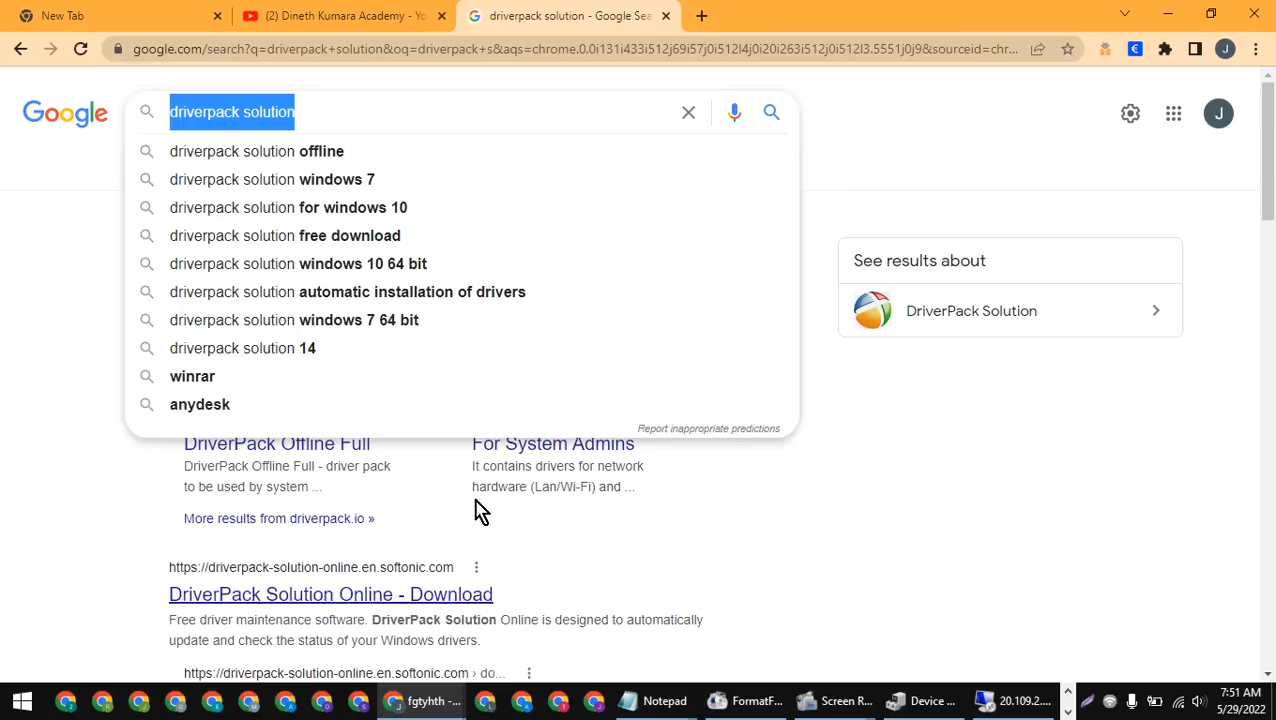 New Tab
(2) Dineth Kumara Academy - Yo
driverpack solution - Google Sea
google.com/search?q=driverpack+solution&oq=driverpack+s&aqs=chrome.0.0i131i433i512j69i57j0i512l4j0i20i263i512j0i512l3.5551j0j9&sourceid=chr...
J
Google
driverpack solution
J
driverpack solution offline
driverpack solution windows 7
driverpack solution for windows 10
driverpack solution free download
driverpack solution windows 10 64 bit
driverpack solution automatic installation of drivers
driverpack solution windows 7 64 bit
driverpack solution 14
winrar
anydesk
Report inappropriate predictions
See results about
DriverPack Solution
DriverPack Offline Full
DriverPack Offline Full - driver pack
to be used by system ...
For System Admins
It contains drivers for network
hardware (Lan/Wi-Fi) and ...
More results from driverpack.io »
https://driverpack-solution-online.en.softonic.com
DriverPack Solution Online - Download
Free driver maintenance software. DriverPack Solution Online is designed to automatically
update and check the status of your Windows drivers.
https://driverpack-solution-online.en.softonic.com › do...
fgtyhth -...
Notepad
FormatF...
Screen R...
Device ...
20.109.2...
7:51 AM
5/29/2022